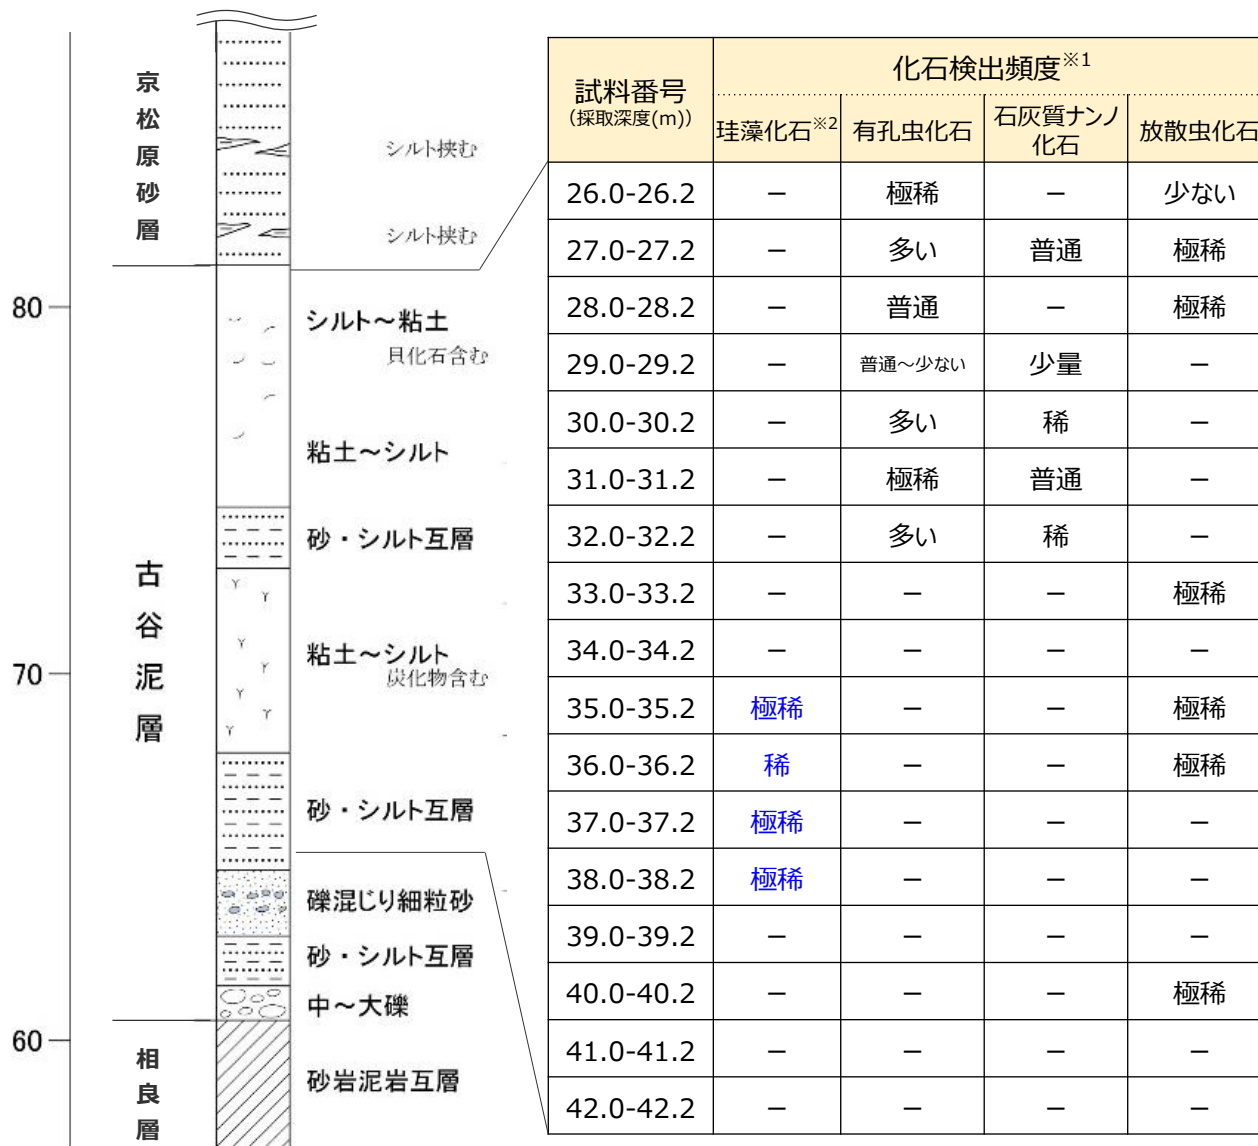 京松原砂層
シルト挟む
シルト挟む
80
シルト～粘土
貝化石含む
粘土～シルト
砂・シルト互層
古谷泥層
70
粘土～シルト
炭化物含む
砂・シルト互層
礫混じり細粒砂
砂・シルト互層
中～大礫
60
相良層
砂岩泥岩互層
試料番号 化石検出頻度※1
(採取深度(m)) 珪藻化石※2 有孔虫化石 石灰質ナンノ化石 放散虫化石
26.0-26.2 － 極稀 － 少ない
27.0-27.2 － 多い 普通 極稀
28.0-28.2 － 普通 － 極稀
29.0-29.2 － 普通～少ない 少量 －
30.0-30.2 － 多い 稀 －
31.0-31.2 － 極稀 普通 －
32.0-32.2 － 多い 稀 －
33.0-33.2 － － － 極稀
34.0-34.2 － － － －
35.0-35.2 極稀 － － 極稀
36.0-36.2 稀 － － 極稀
37.0-37.2 極稀 － － －
38.0-38.2 極稀 － － －
39.0-39.2 － － － －
40.0-40.2 － － － 極稀
41.0-41.2 － － － －
42.0-42.2 － － － －